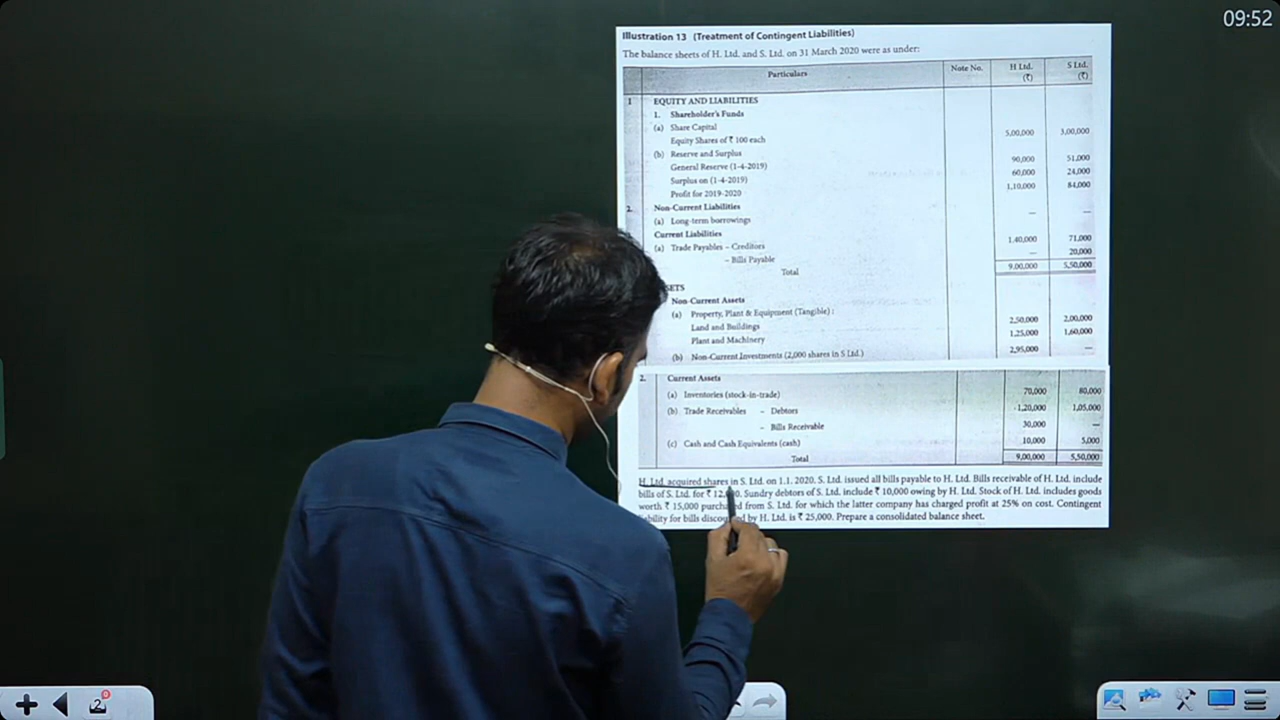 09:52
Illustration 13 (Treatment of Contingent Liabilities)
The balance sheets of H. Ltd. and S. Ltd. on 31 March 2020 were as under:
Particulars Note No. H Ltd. (₹) S Ltd. (₹)
1 EQUITY AND LIABILITIES
1. Shareholder's Funds
(a) Share Capital
Equity Shares of ₹ 100 each 5,00,000 3,00,000
(b) Reserve and Surplus
General Reserve (1-4-2019) 90,000 51,000
Surplus on (1-4-2019) 60,000 24,000
Profit for 2019-2020 1,10,000 84,000
2. Non-Current Liabilities
(a) Long-term borrowings — —
Current Liabilities
(a) Trade Payables – Creditors 1,40,000 71,000
– Bills Payable — 20,000
Total 9,00,000 5,50,000
Non-Current Assets
(a) Property, Plant & Equipment (Tangible) :
Land and Buildings 2,50,000 2,00,000
Plant and Machinery 1,25,000 1,60,000
(b) Non-Current Investments (2,000 shares in S Ltd.) 2,95,000 —
2. Current Assets
(a) Inventories (stock-in-trade) 70,000 80,000
(b) Trade Receivables – Debtors 1,20,000 1,05,000
– Bills Receivable 30,000 —
(c) Cash and Cash Equivalents (cash) 10,000 5,000
Total 9,00,000 5,50,000
H. Ltd. acquired shares in S. Ltd. on 1.1. 2020. S. Ltd. issued all bills payable to H. Ltd. Bills receivable of H. Ltd. include
bills of S. Ltd. for ₹ Sundry debtors of S. Ltd. include ₹ 10,000 owing by H. Ltd. Stock of H. Ltd. includes goods
worth ₹ 15,000 from S. Ltd. for which the latter company has charged profit at 25% on cost. Contingent
for bills by H. Ltd. is ₹ 25,000. Prepare a consolidated balance sheet.
2
0